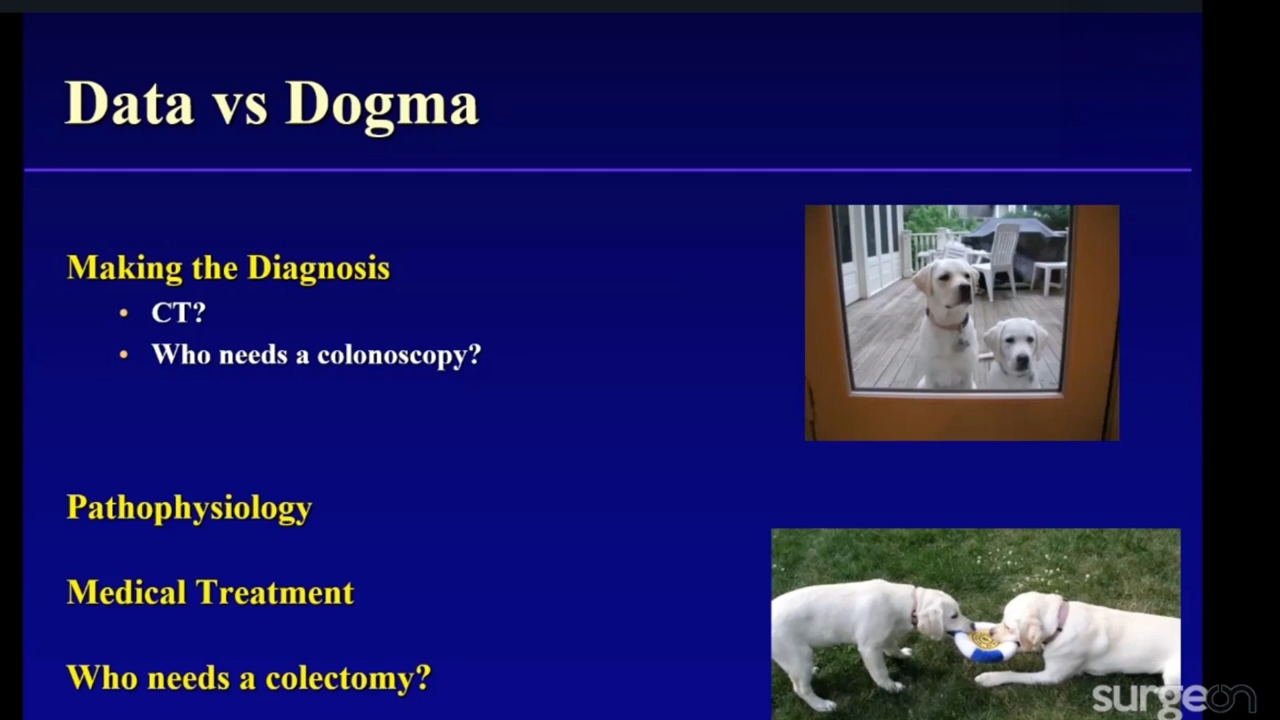 Data vs Dogma
Making the Diagnosis
• CT?
• Who needs a colonoscopy?
Pathophysiology
Medical Treatment
Who needs a colectomy?
surgeon